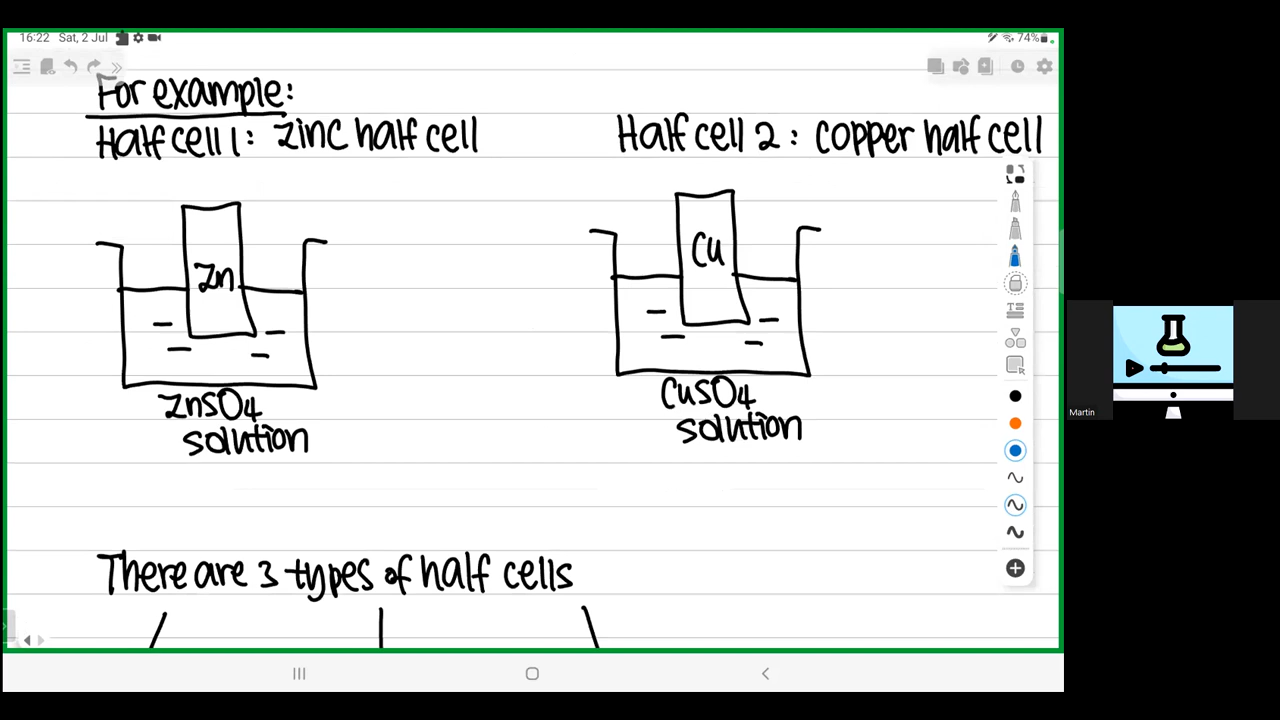 16:22 Sat, 2 Jul
74%
For example:
Half cell 1: zinc half cell
Half cell 2: copper half cell
Zn
Cu
ZnSO4
solution
CuSO4
solution
There are 3 types of half cells
Martin